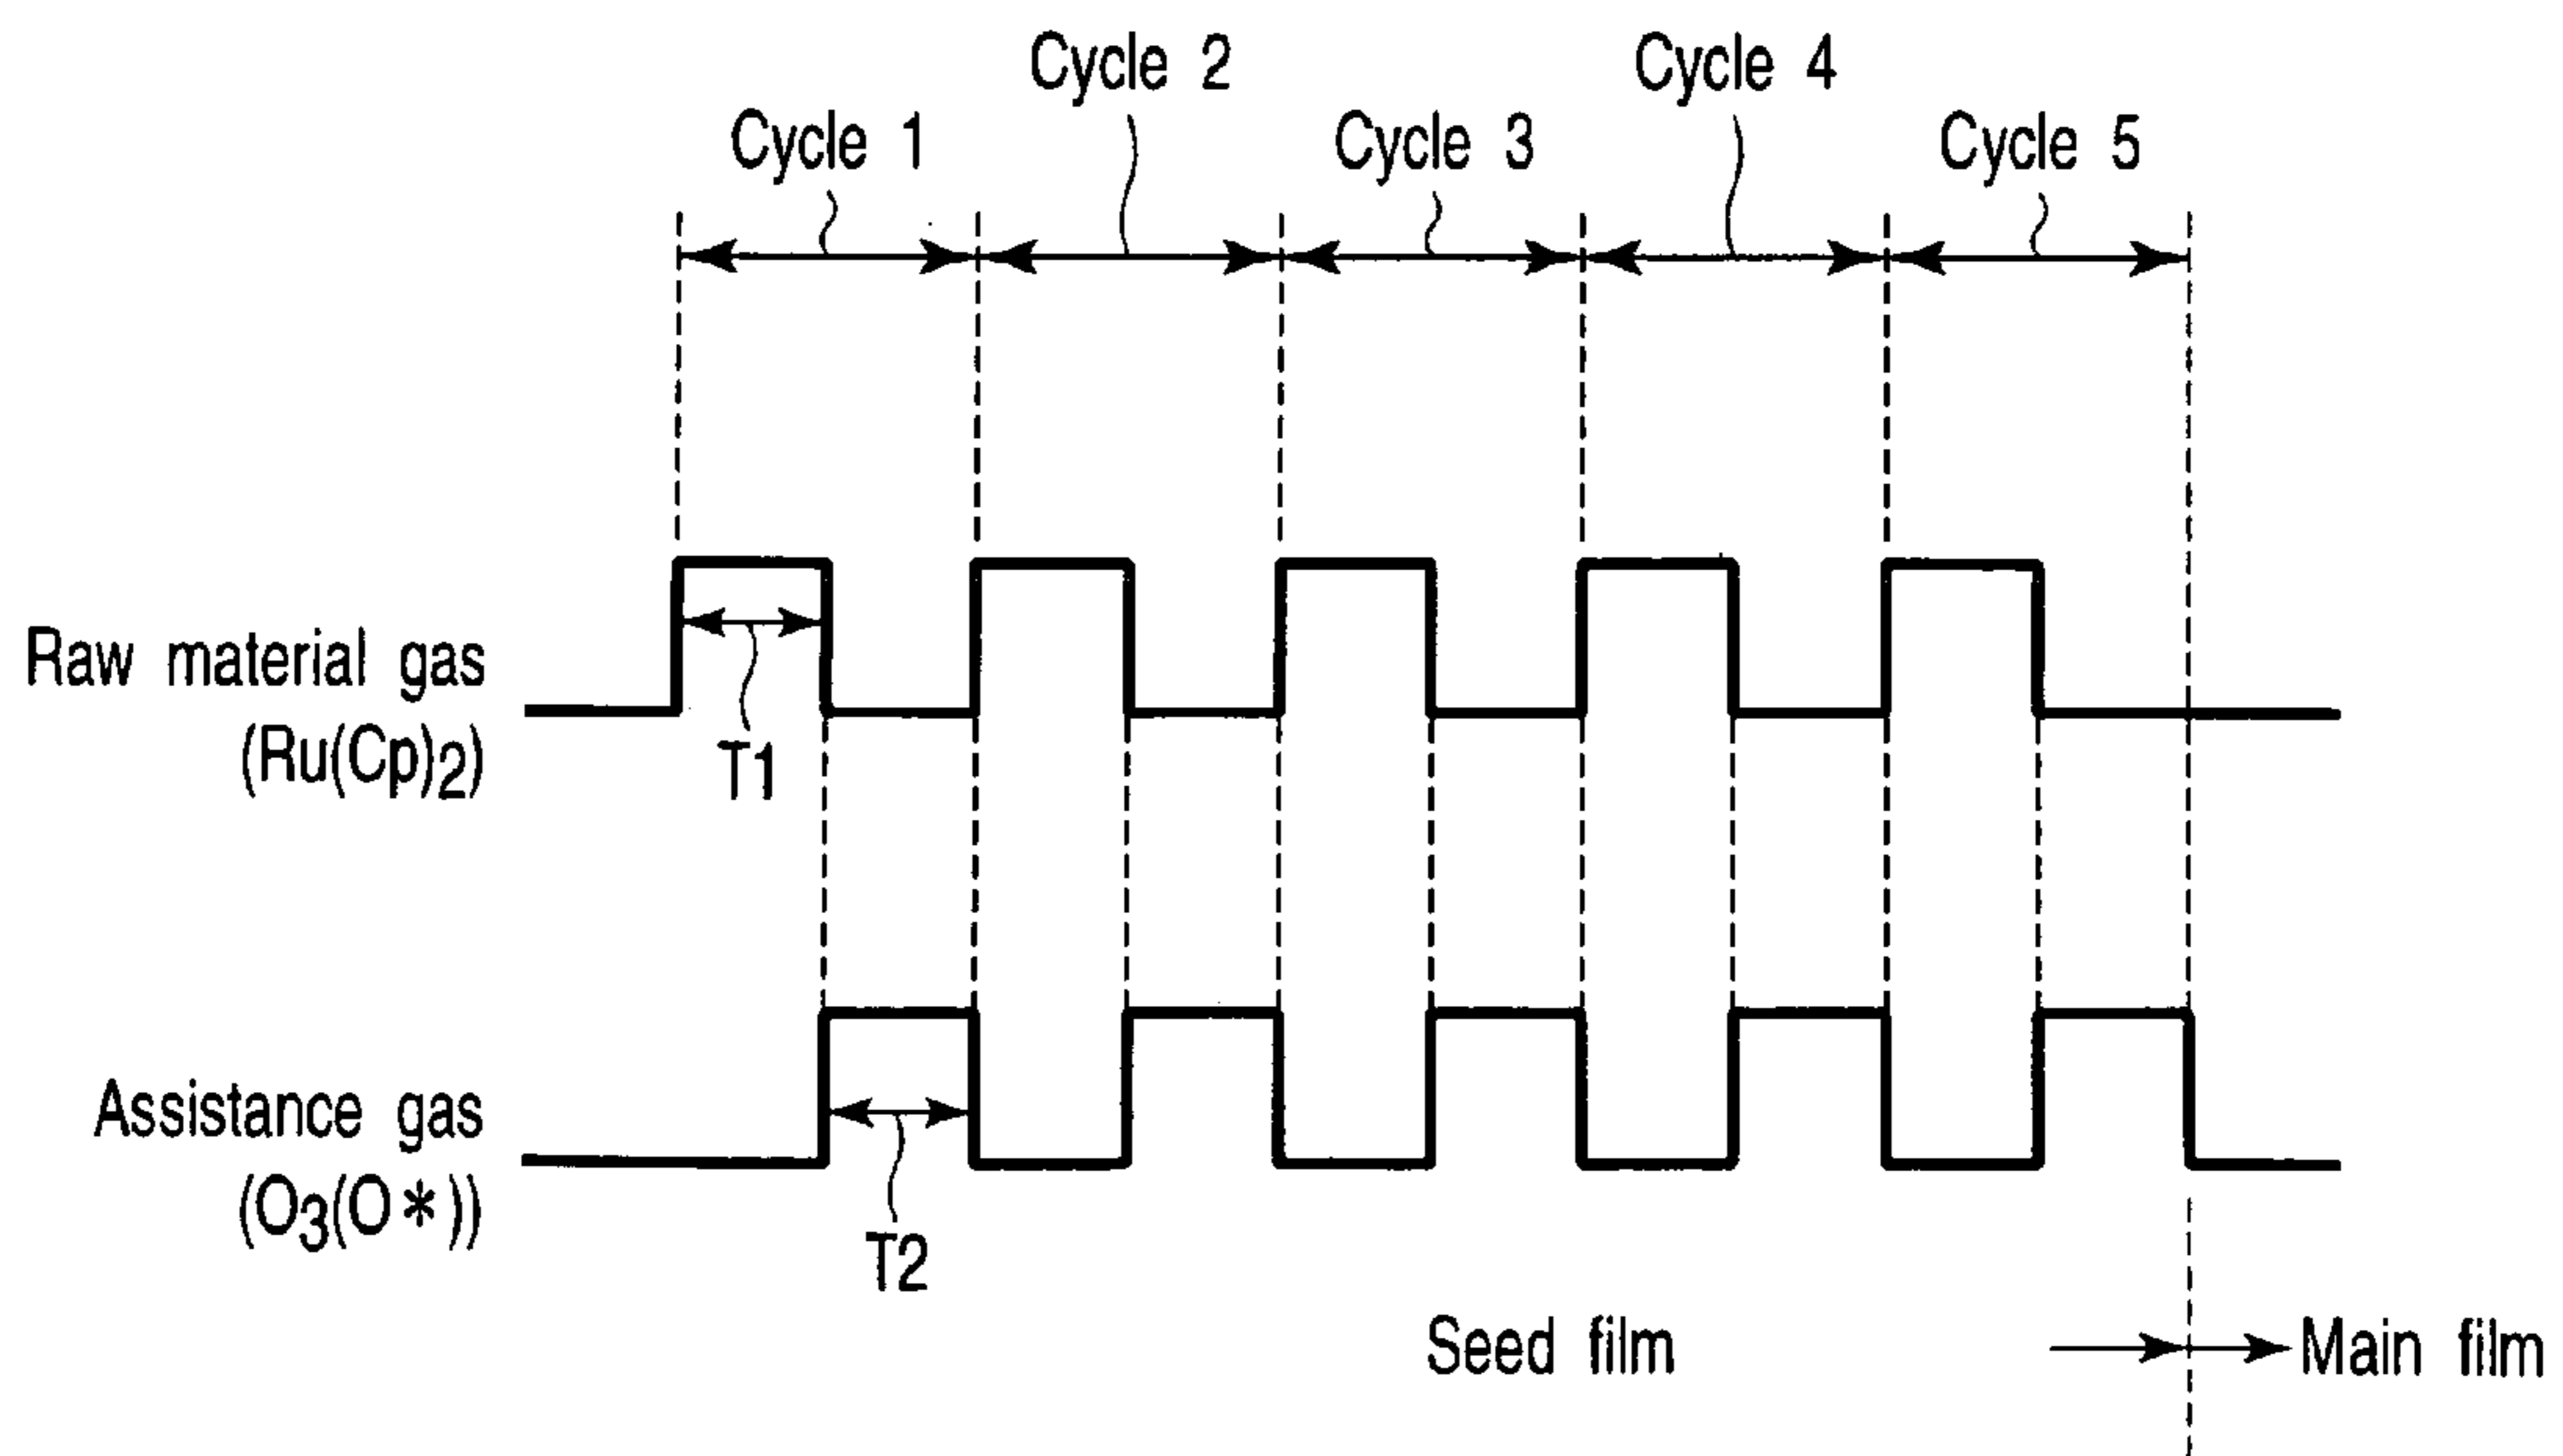 Cycle 2
Cycle 4
Cycle 1
Cycle 3
Cycle 5
Raw material gas
(Ru(Cp)2)
T1
Assistance gas
(O3(O*))
T2
Seed film
Main film